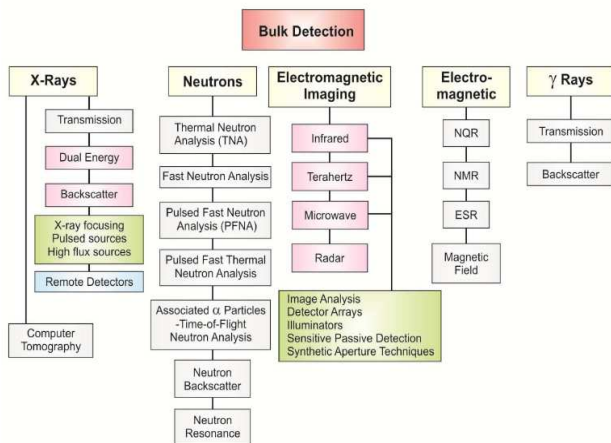 Bulk Detection
X-Rays
Transmission
Dual Energy
Backscatter
X-ray focusing
Pulsed sources
High flux sources
Remote Detectors
Computer
Tomography
Neutrons
Thermal Neutron
Analysis (TNA)
Fast Neutron Analysis
Pulsed Fast Neutron
Analysis (PFNA)
Pulsed Fast Thermal
Neutron Analysis
Associated α Particles
-Time-of-Flight
Neutron Analysis
Neutron
Backscatter
Neutron
Resonance
Electromagnetic
Imaging
Infrared
Terahertz
Microwave
Radar
Image Analysis
Detector Arrays
Illuminators
Sensitive Passive Detection
Synthetic Aperture Techniques
Electro-
magnetic
NQR
NMR
ESR
Magnetic
Field
γ Rays
Transmission
Backscatter